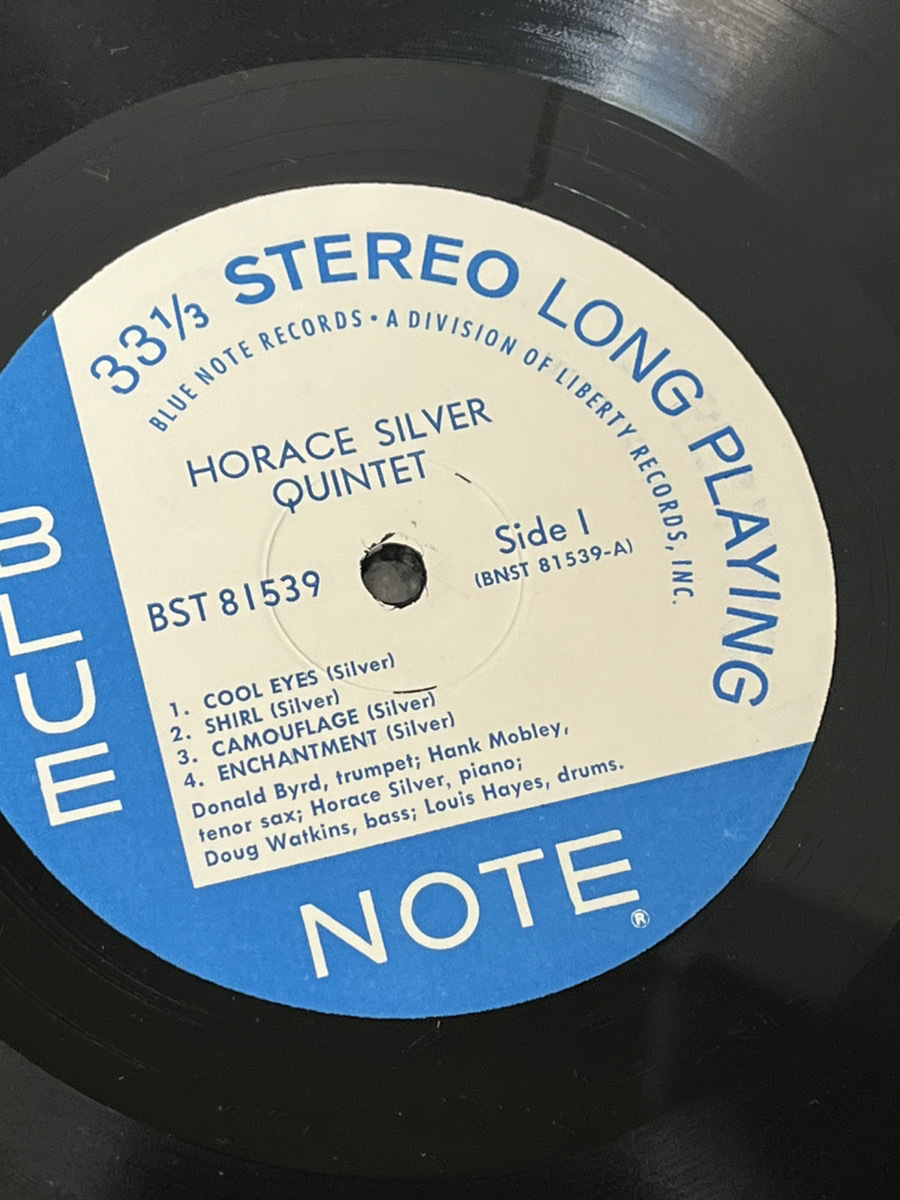 33⅓ STEREO LONG PLAYING
BLUE NOTE RECORDS • A DIVISION OF LIBERTY RECORDS, INC.
HORACE SILVER
QUINTET
Side 1
(BNST 81539-A)
BST 81539
1. COOL EYES (Silver)
2. SHIRL (Silver)
3. CAMOUFLAGE (Silver)
4. ENCHANTMENT (Silver)
Donald Byrd, trumpet; Hank Mobley,
tenor sax; Horace Silver, piano;
Doug Watkins, bass; Louis Hayes, drums.
BLUE
NOTE ®